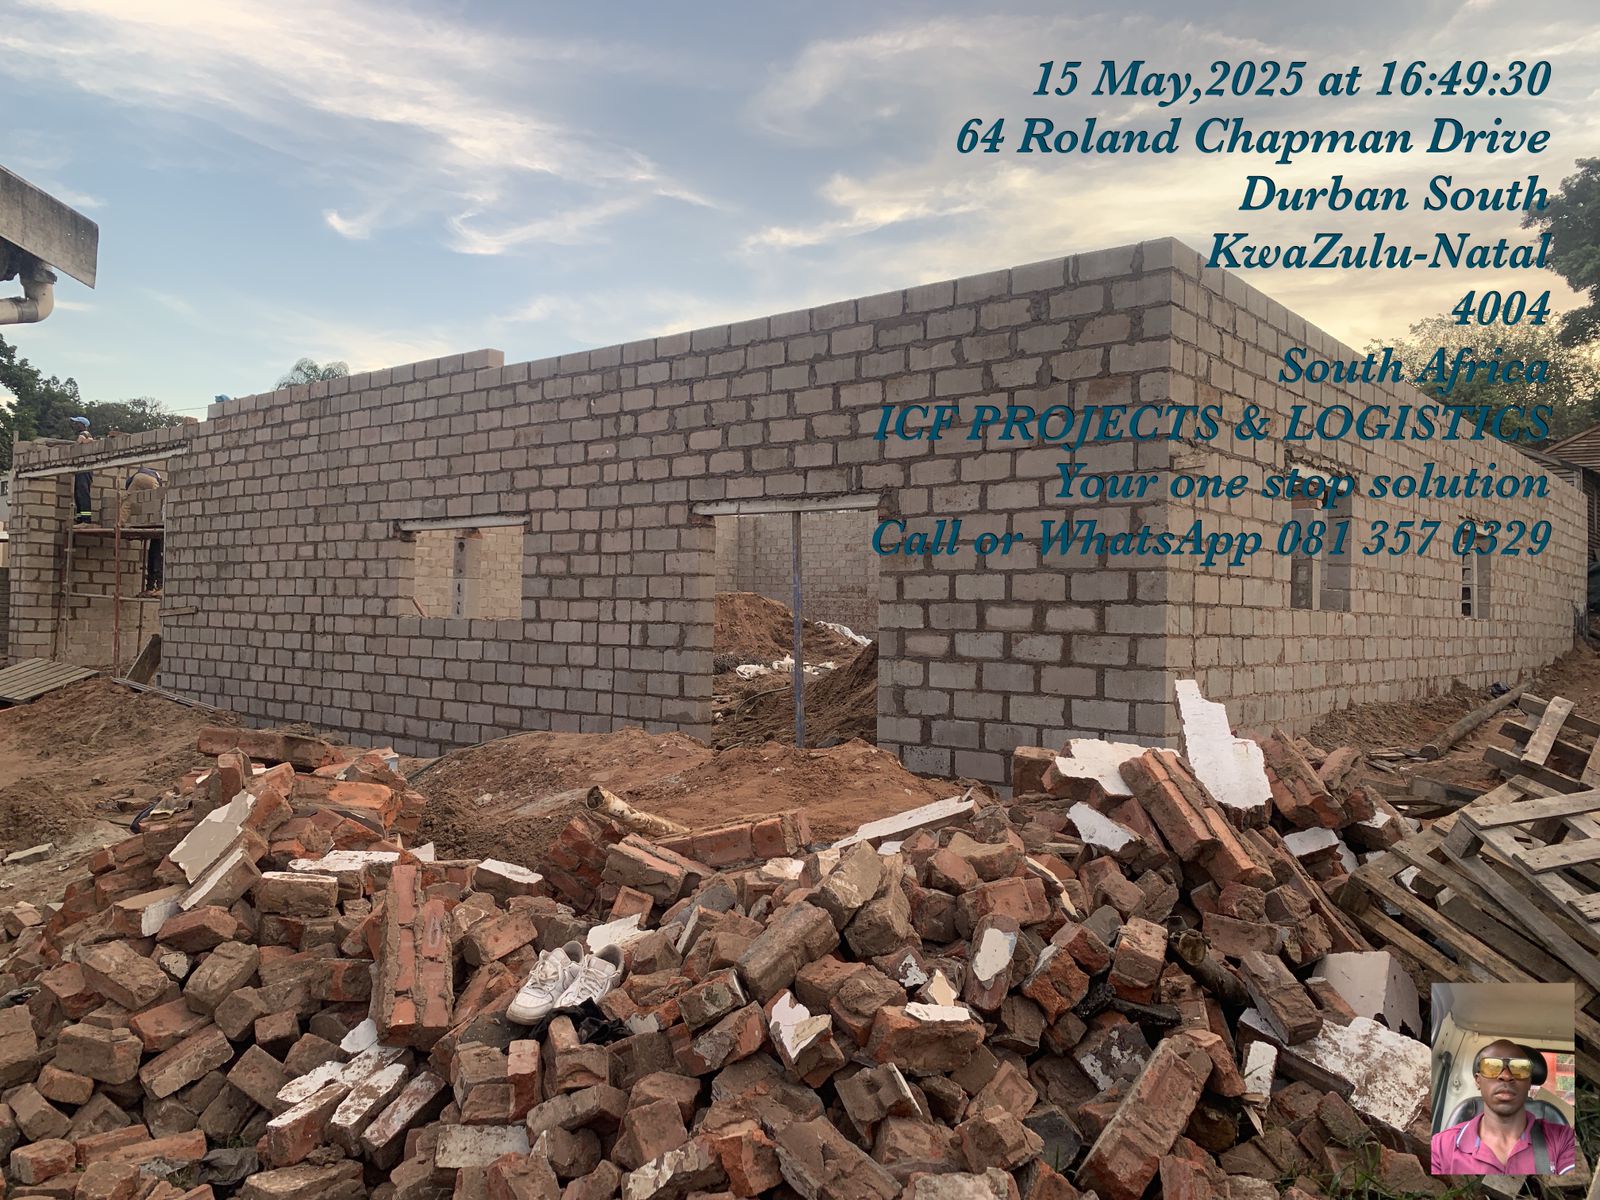 15 May,2025 at 16:49:30
64 Roland Chapman Drive
Durban South
KwaZulu-Natal
4004
South Africa
ICF PROJECTS & LOGISTICS
Your one stop solution
Call or WhatsApp 081 357 0329